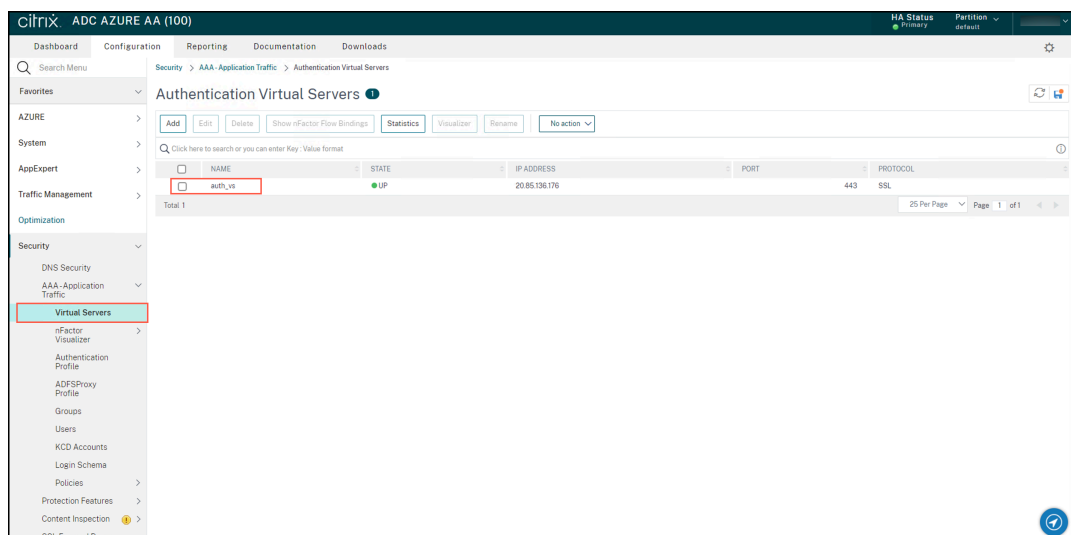 citrix. ADC AZURE AA (100)
HA Status
Primary
Partition
default
Dashboard Configuration Reporting Documentation Downloads
Search Menu
Security > AAA - Application Traffic > Authentication Virtual Servers
Favorites
Authentication Virtual Servers 1
AZURE
Add Edit Delete Show nFactor Flow Bindings Statistics Visualizer Rename No action
System
Click here to search or you can enter Key : Value format
AppExpert
NAME STATE IP ADDRESS PORT PROTOCOL
auth_vs UP 20.85.136.176 443 SSL
Traffic Management
Total 1 25 Per Page Page 1 of 1
Optimization
Security
DNS Security
AAA - Application
Traffic
Virtual Servers
nFactor
Visualizer
Authentication
Profile
ADFSProxy
Profile
Groups
Users
KCD Accounts
Login Schema
Policies
Protection Features
Content Inspection